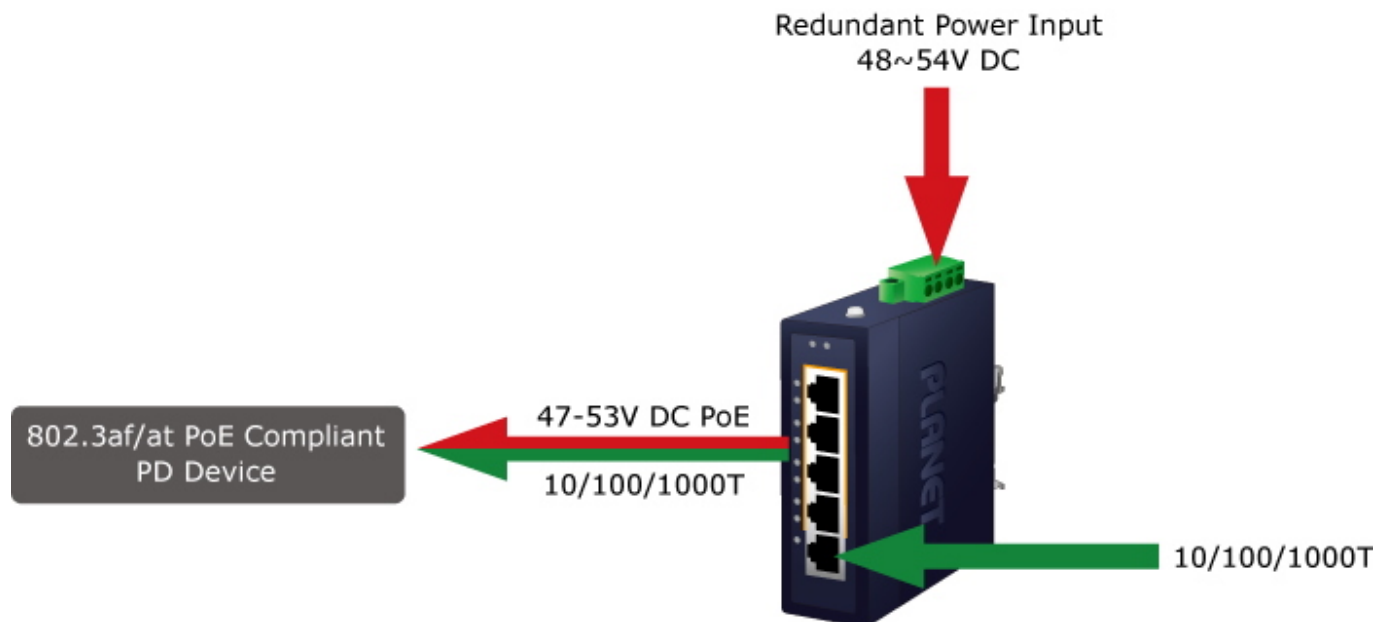 Redundant Power Input
48~54V DC
802.3af/at PoE Compliant
PD Device
47-53V DC PoE
10/100/1000T
PLANET
10/100/1000T